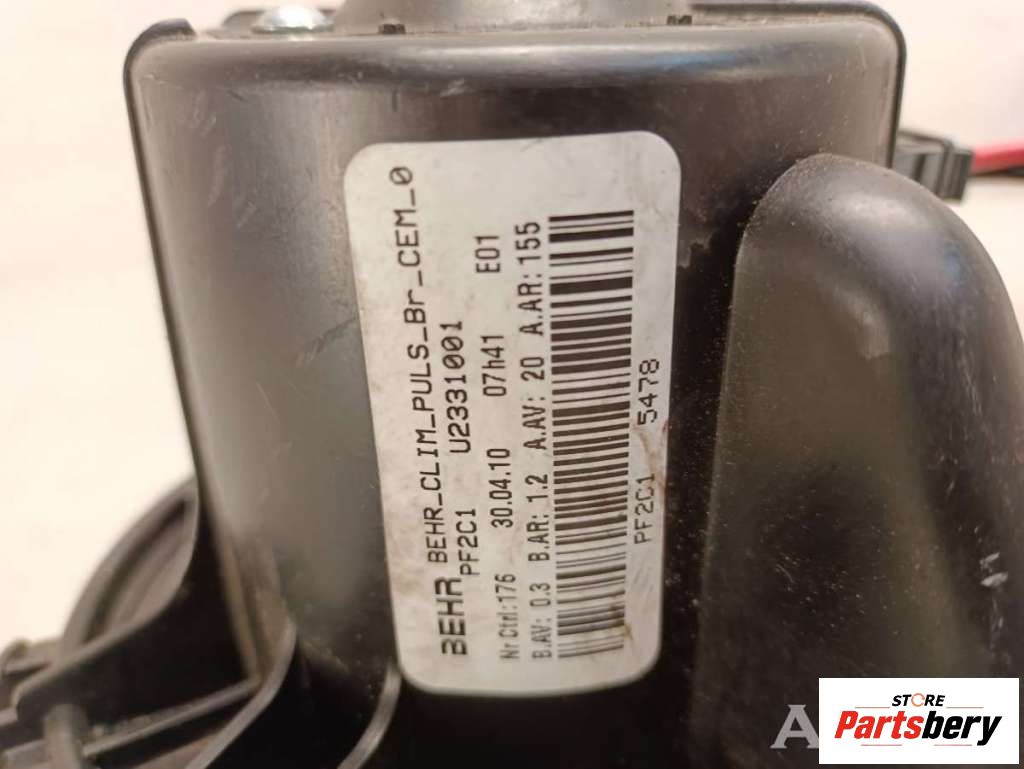 BEHR BEHR_CLIM_PULS_Br_CEM_0
PF2C1 U2331001
Nr Ctrl:176 30.04.10 07h41 E01
B.AV: 0.3 B.AR: 1.2 A.AV: 20 A.AR: 155
PF2C1 5478
STORE
Partsbery